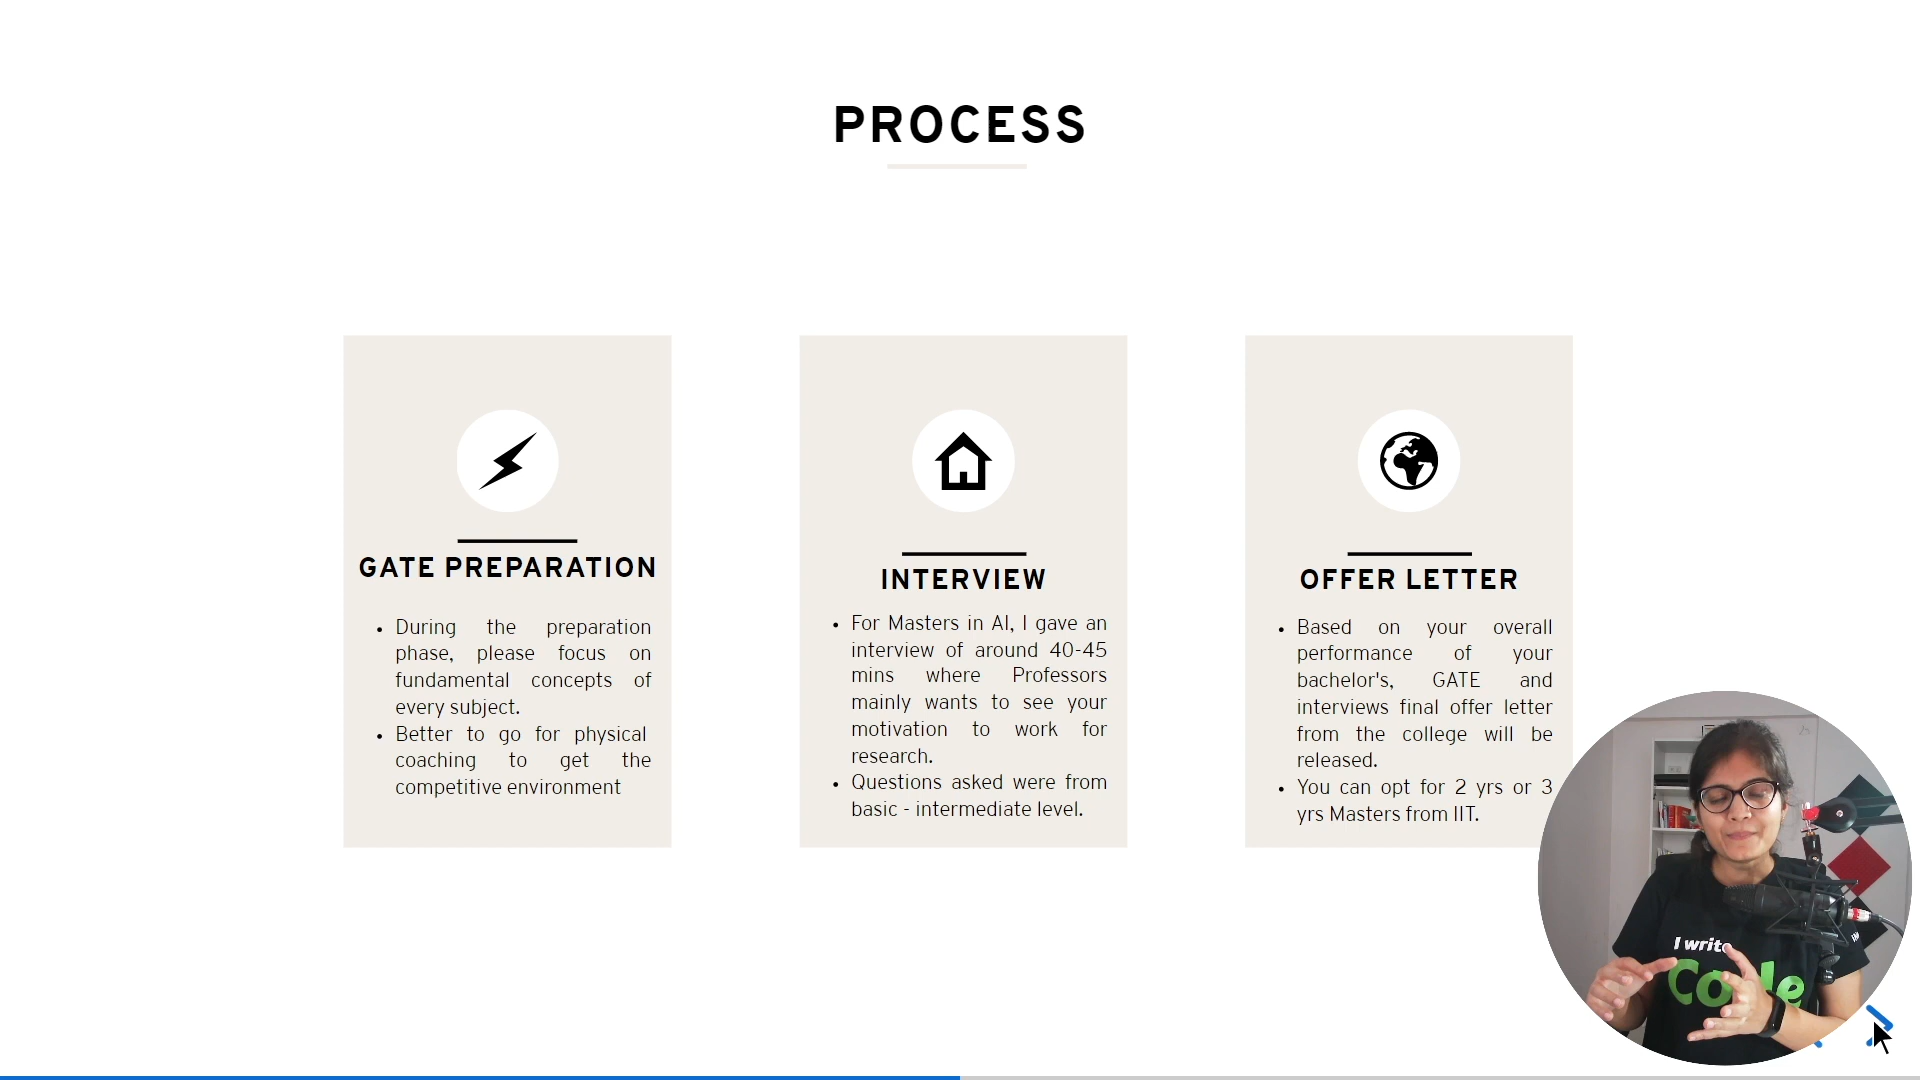 PROCESS
GATE PREPARATION
• During the preparation
phase, please focus on
fundamental concepts of
every subject.
• Better to go for physical
coaching to get the
competitive environment
INTERVIEW
• For Masters in AI, I gave an
interview of around 40-45
mins where Professors
mainly wants to see your
motivation to work for
research.
• Questions asked were from
basic - intermediate level.
OFFER LETTER
• Based on your overall
performance of your
bachelor's, GATE and
interviews final offer letter
from the college will be
released.
• You can opt for 2 yrs or 3
yrs Masters from IIT.
I write
Code